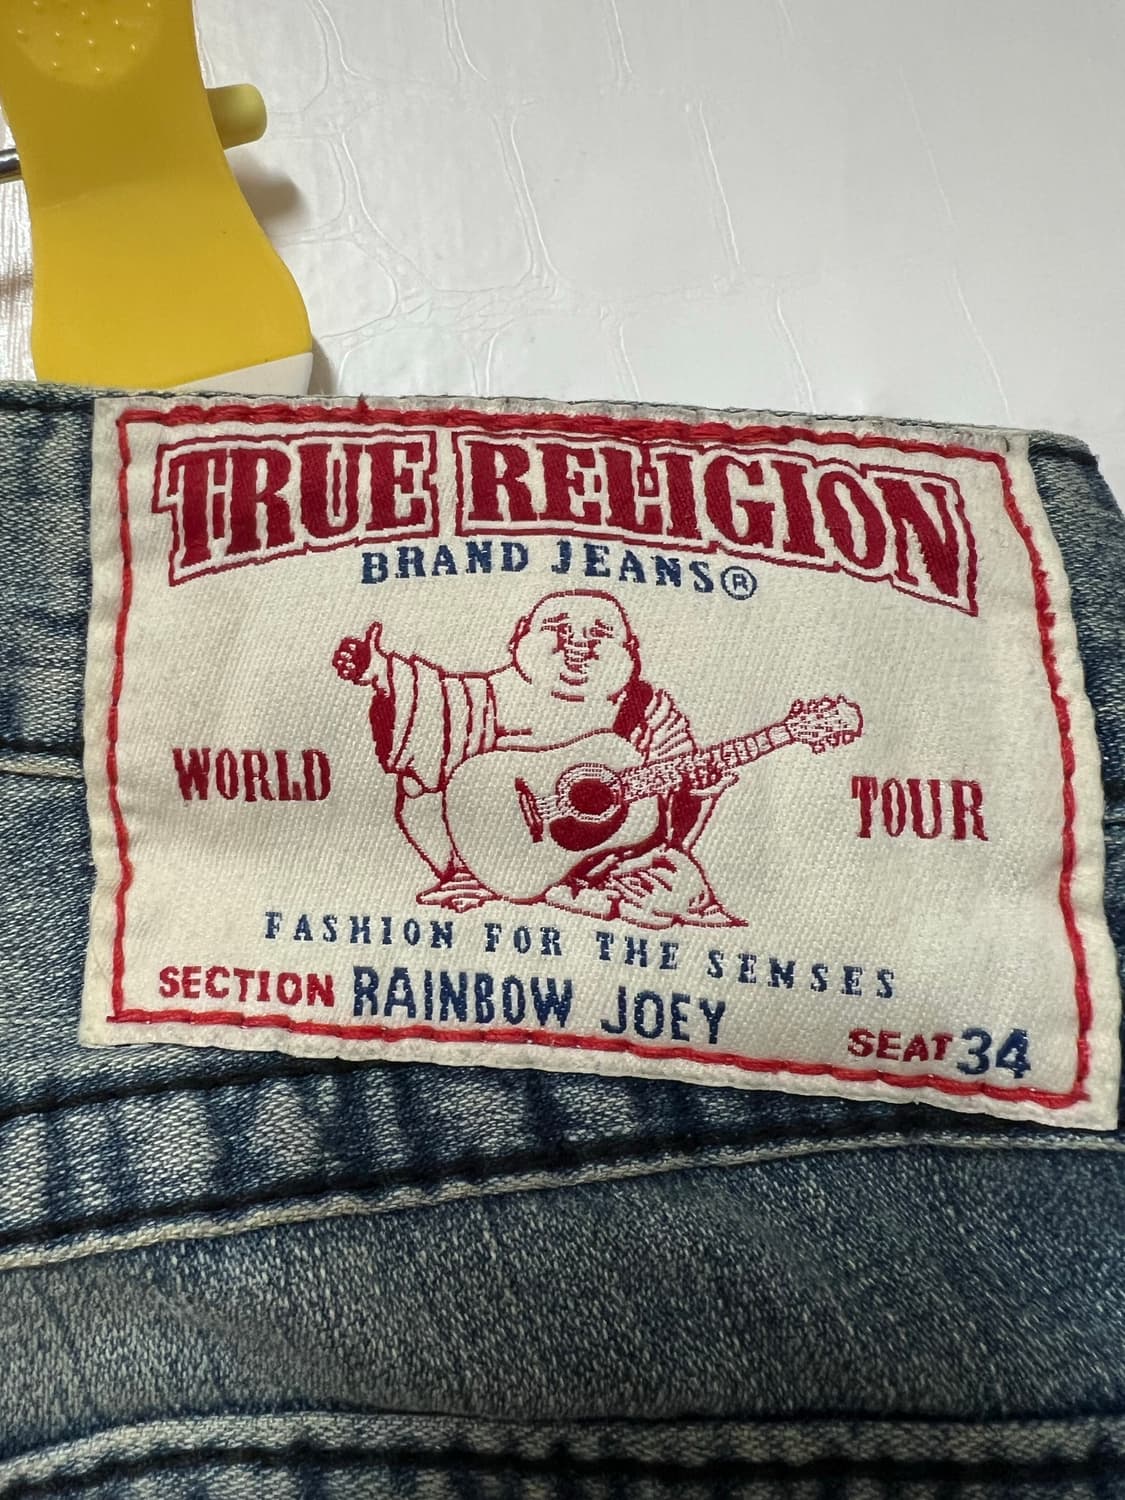 TRUE RELIGION
BRAND JEANS®
WORLD TOUR
FASHION FOR THE SENSES
SECTION RAINBOW JOEY
SEAT 34